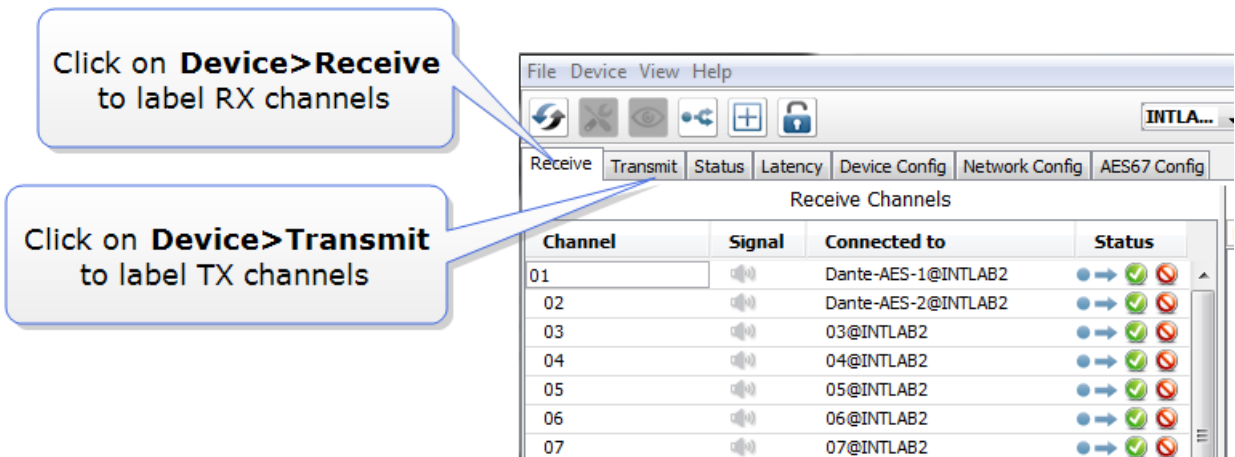 Click on Device>Receive
to label RX channels
Click on Device>Transmit
to label TX channels
File Device View Help
INTLA...
Receive Transmit Status Latency Device Config Network Config AES67 Config
Receive Channels
Channel Signal Connected to Status
01 Dante-AES-1@INTLAB2
02 Dante-AES-2@INTLAB2
03 03@INTLAB2
04 04@INTLAB2
05 05@INTLAB2
06 06@INTLAB2
07 07@INTLAB2